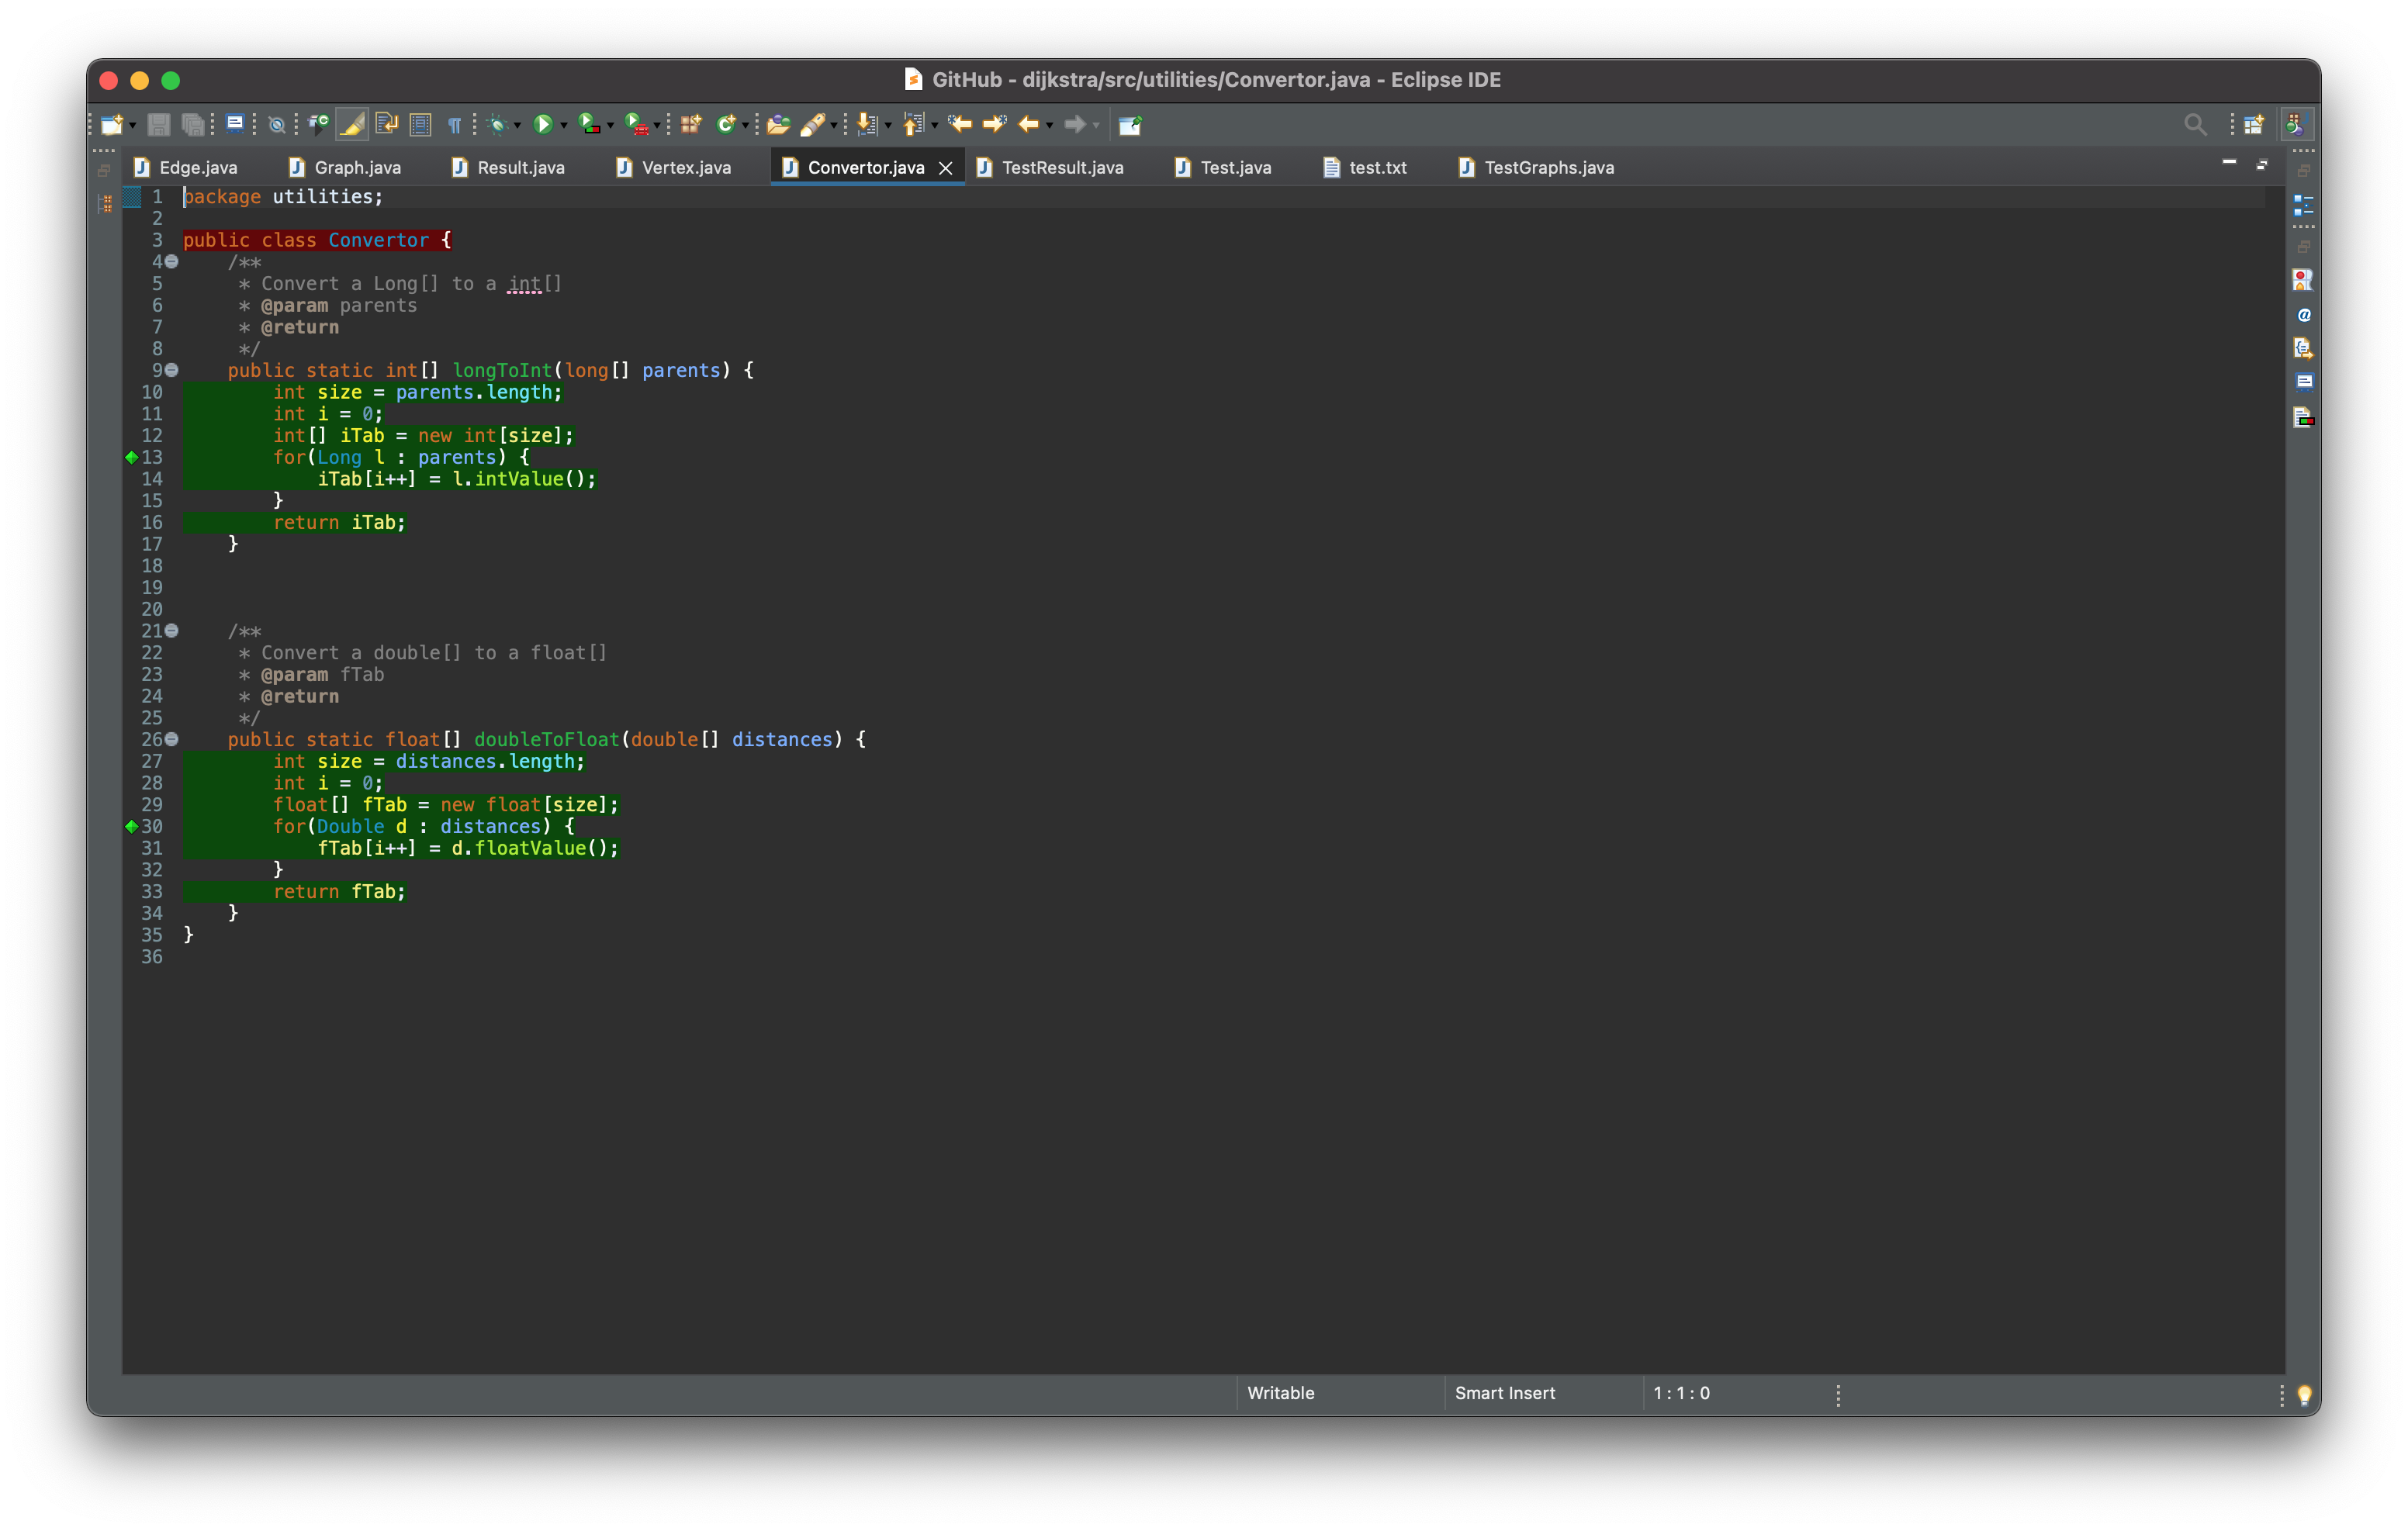 GitHub - dijkstra/src/utilities/Convertor.java - Eclipse IDE
Edge.java Graph.java Result.java Vertex.java Convertor.java TestResult.java Test.java test.txt TestGraphs.java
1 package utilities;
2
3 public class Convertor {
4 /**
5 * Convert a Long[] to a int[]
6 * @param parents
7 * @return
8 */
9 public static int[] longToInt(long[] parents) {
10 int size = parents.length;
11 int i = 0;
12 int[] iTab = new int[size];
13 for(Long l : parents) {
14 iTab[i++] = l.intValue();
15 }
16 return iTab;
17 }
18
19
20
21 /**
22 * Convert a double[] to a float[]
23 * @param fTab
24 * @return
25 */
26 public static float[] doubleToFloat(double[] distances) {
27 int size = distances.length;
28 int i = 0;
29 float[] fTab = new float[size];
30 for(Double d : distances) {
31 fTab[i++] = d.floatValue();
32 }
33 return fTab;
34 }
35 }
36
Writable Smart Insert 1 : 1 : 0